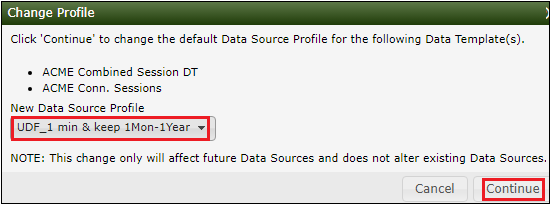 Change Profile
Click 'Continue' to change the default Data Source Profile for the following Data Template(s).
ACME Combined Session DT
ACME Conn. Sessions
New Data Source Profile
UDF_1 min & keep 1Mon-1Year
NOTE: This change only will affect future Data Sources and does not alter existing Data Sources.
Cancel Continue